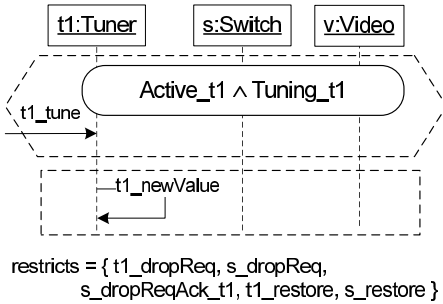 t1:Tuner s:Switch v:Video
Active_t1 ∧ Tuning_t1
t1_tune
t1_newValue
restricts = { t1_dropReq, s_dropReq,
s_dropReqAck_t1, t1_restore, s_restore }